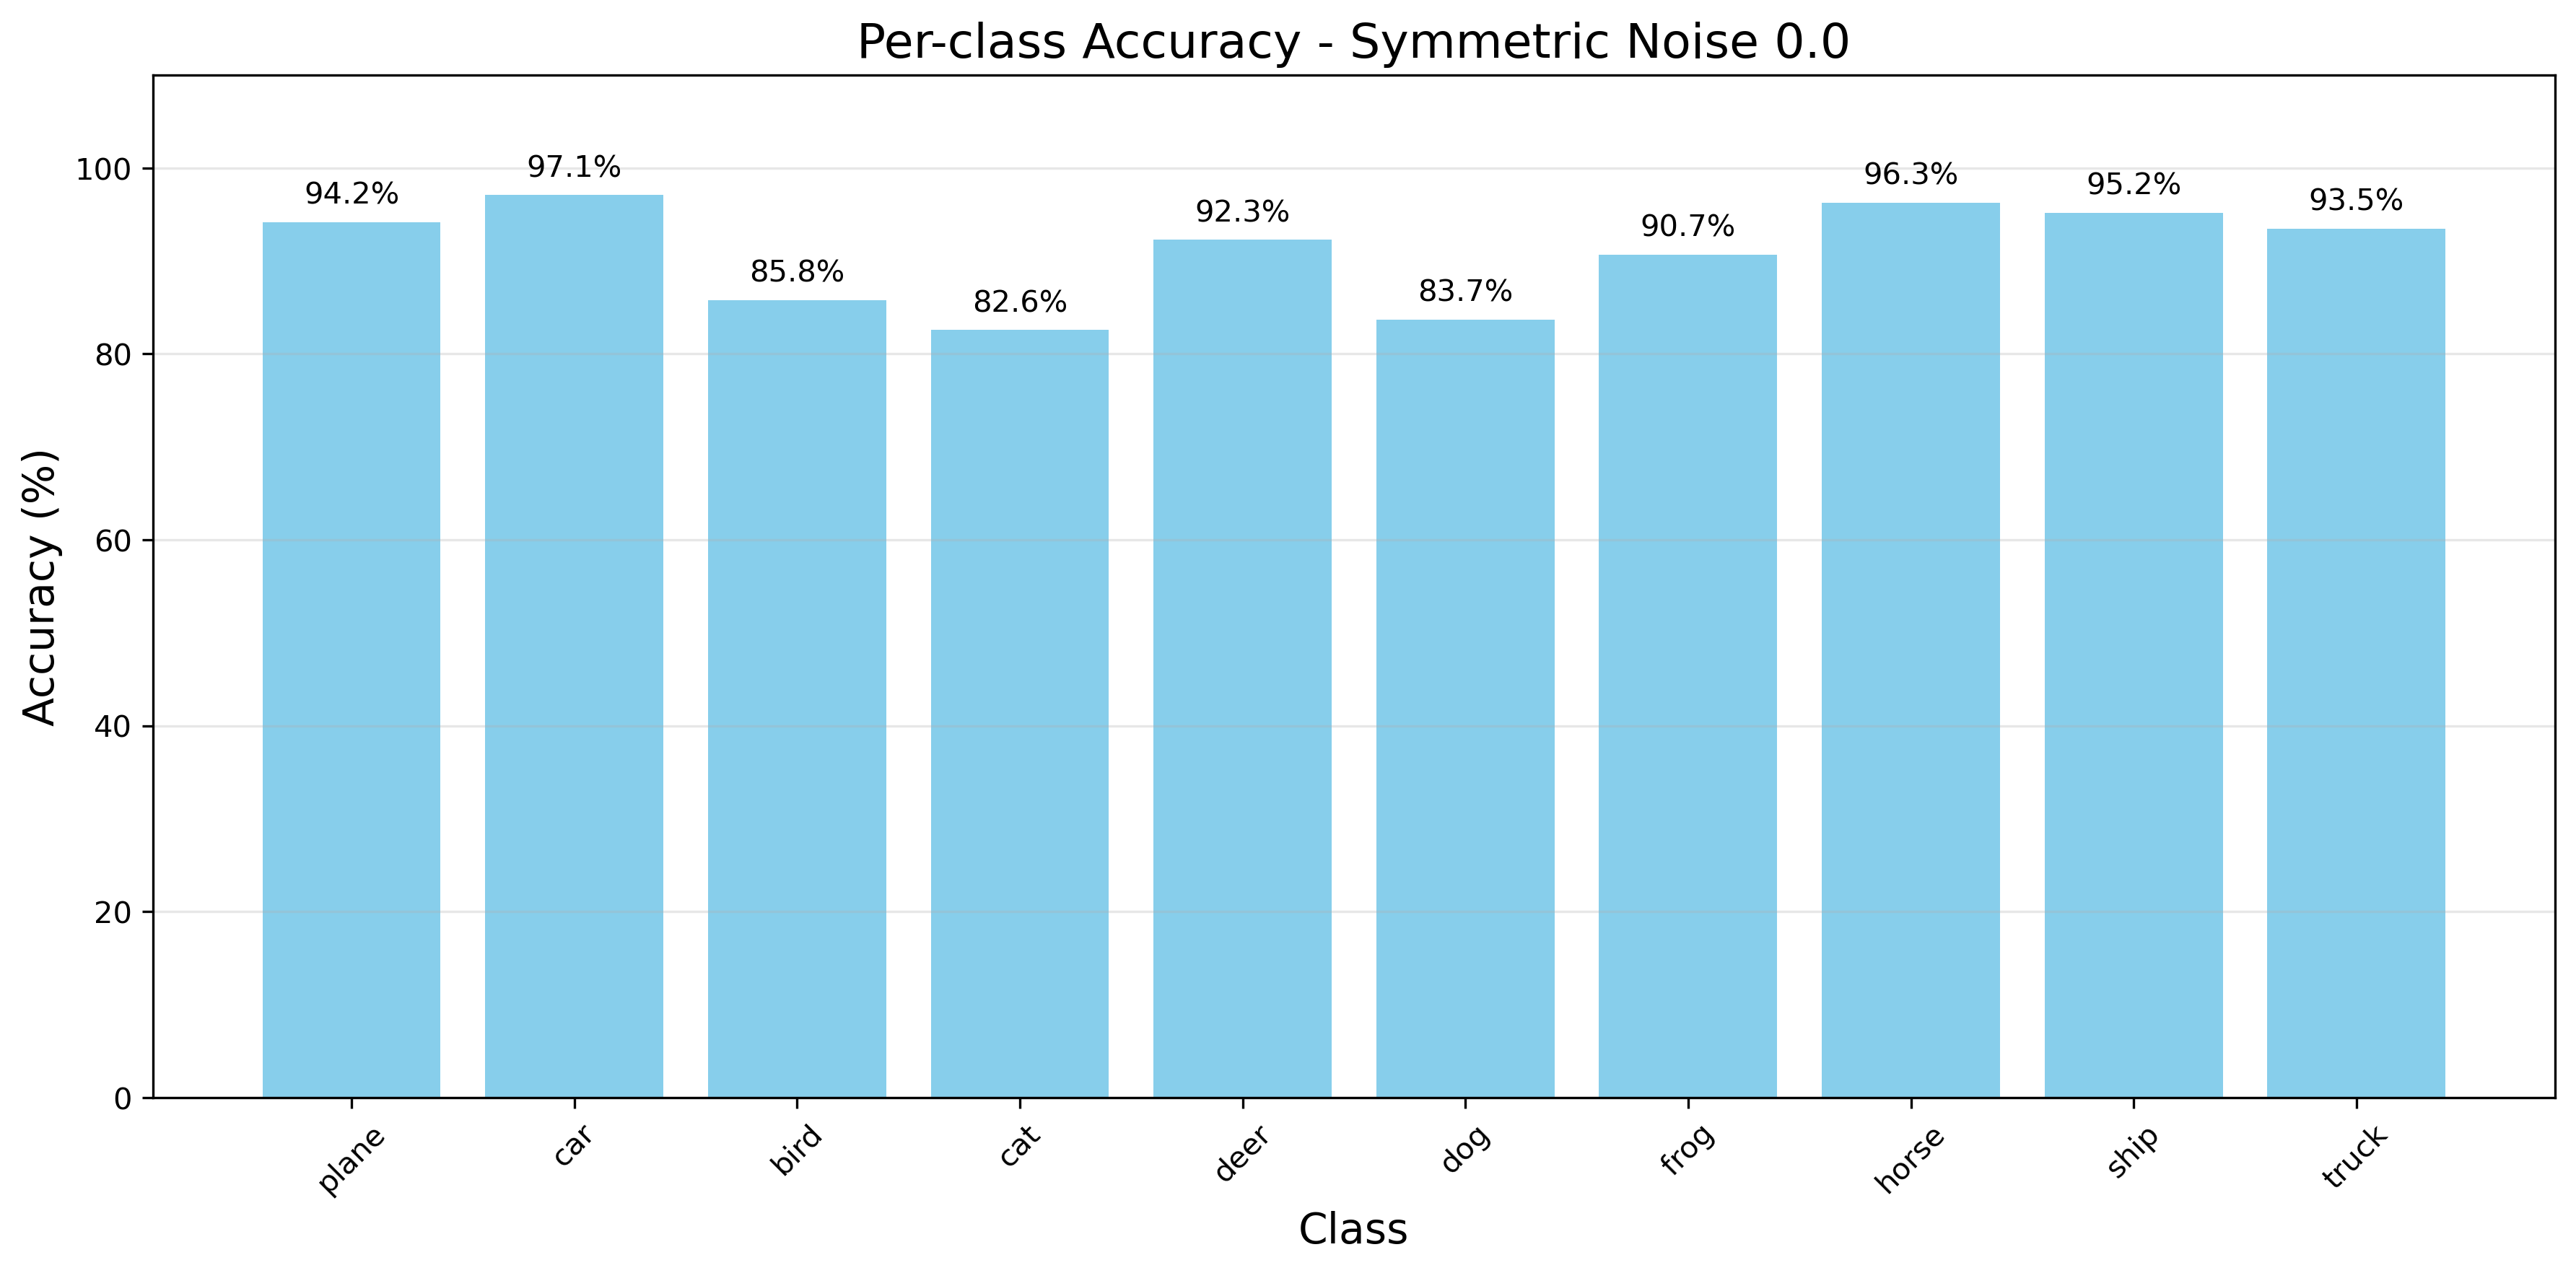 Per-class Accuracy - Symmetric Noise 0.0
Accuracy (%)
100
80
60
40
20
0
94.2%
97.1%
85.8%
82.6%
92.3%
83.7%
90.7%
96.3%
95.2%
93.5%
plane
car
bird
cat
deer
dog
frog
horse
ship
truck
Class